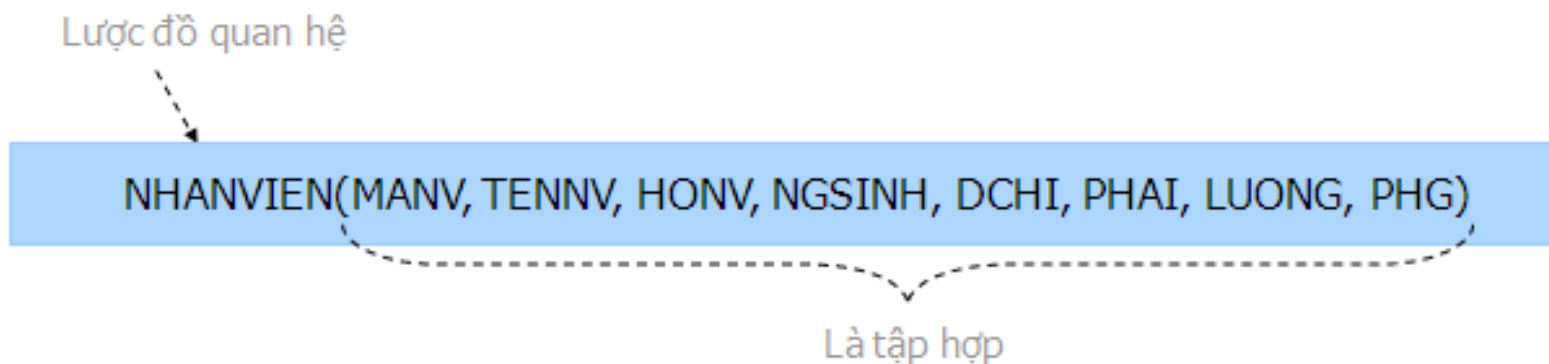 Lược đồ quan hệ
NHANVIEN(MANV, TENNV, HONV, NGSINH, DCHI, PHAI, LUONG, PHG)
Là tập hợp